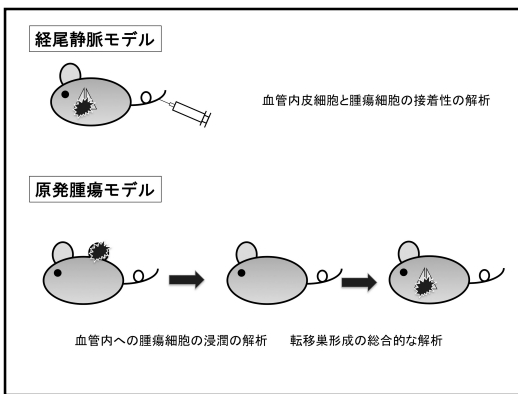 経尾静脈モデル
血管内皮細胞と腫瘍細胞の接着性の解析
原発腫瘍モデル
血管内への腫瘍細胞の浸潤の解析 転移巣形成の総合的な解析